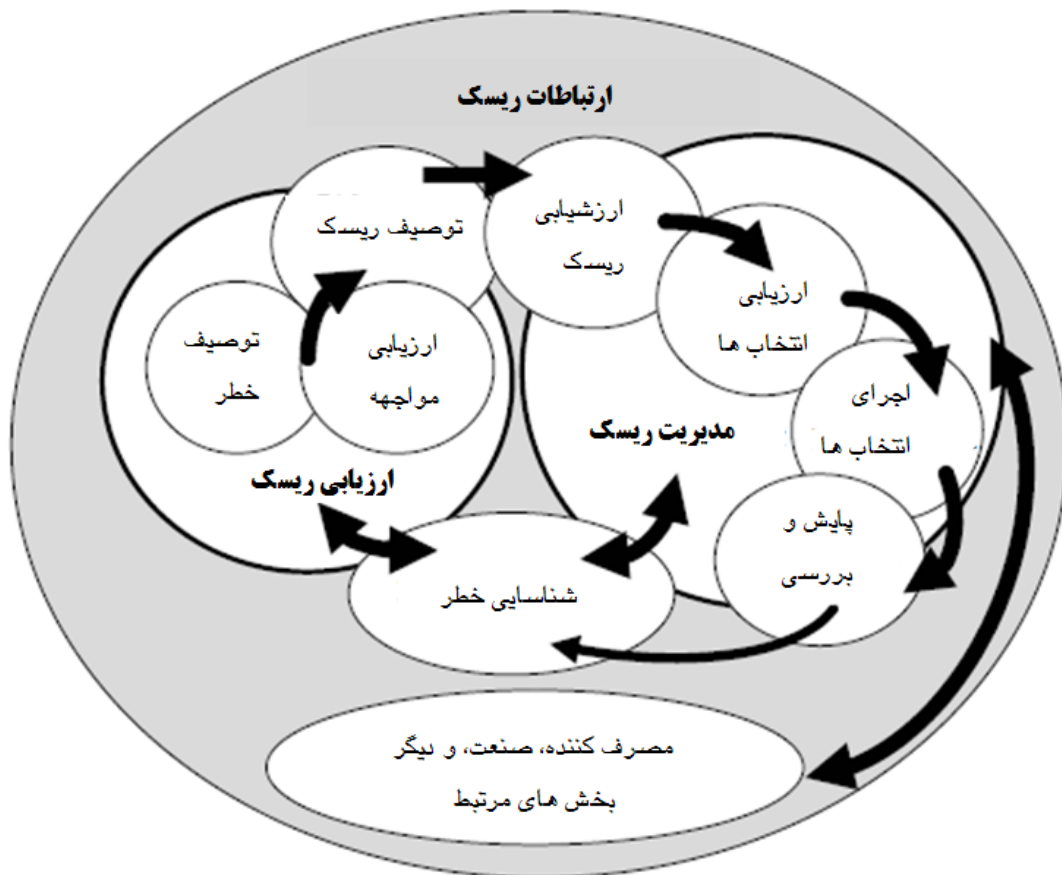 ارتباطات ریسک
توصیف ریسک
ارزشیابی
ریسک
ارزیابی
انتخاب ها
توصیف
خطر
ارزیابی
مواجهه
اجرای
انتخاب ها
مدیریت ریسک
ارزیابی ریسک
پایش و
بررسی
شناسایی خطر
مصرف کننده، صنعت، و دیگر
بخش های مرتبط